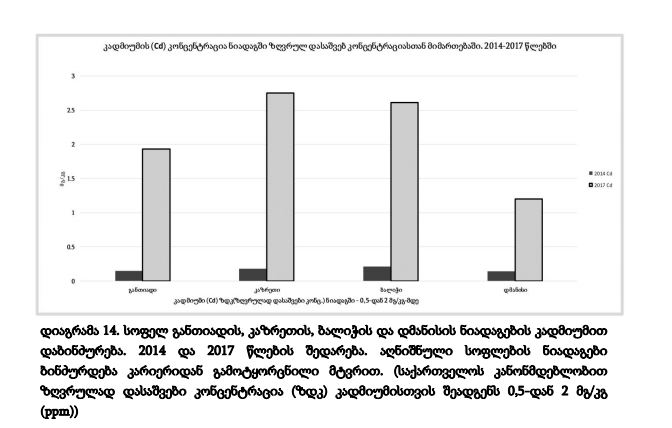 კადმიუმის (Cd) კონცენტრაცია ნიადაგში ზღვრულ დასაშვებ კონცენტრაციასთან მიმართებაში. 2014-2017 წლებში
3
2.5
2
1.5
1
0.5
0
მგ/კგ
2014 Cd
2017 Cd
განთიადი კაზრეთი ბალიჭი დმანისი
კადმიუმი (Cd) ზდკ(ზღვრულად დასაშვები კონც.) ნიადაგში - 0,5-დან 2 მგ/კგ-მდე
დიაგრამა 14. სოფელ განთიადის, კაზრეთის, ბალიჭის და დმანისის ნიადაგების კადმიუმით
დაბინძურება. 2014 და 2017 წლების შედარება. აღნიშნული სოფლების ნიადაგები
ბინძურდება კარიერიდან გამოტყორცნილი მტვრით. (საქართველოს კანონმდებლობით
ზღვრულად დასაშვები კონცენტრაცია (ზდკ) კადმიუმისთვის შეადგენს 0,5-დან 2 მგ/კგ
(ppm))